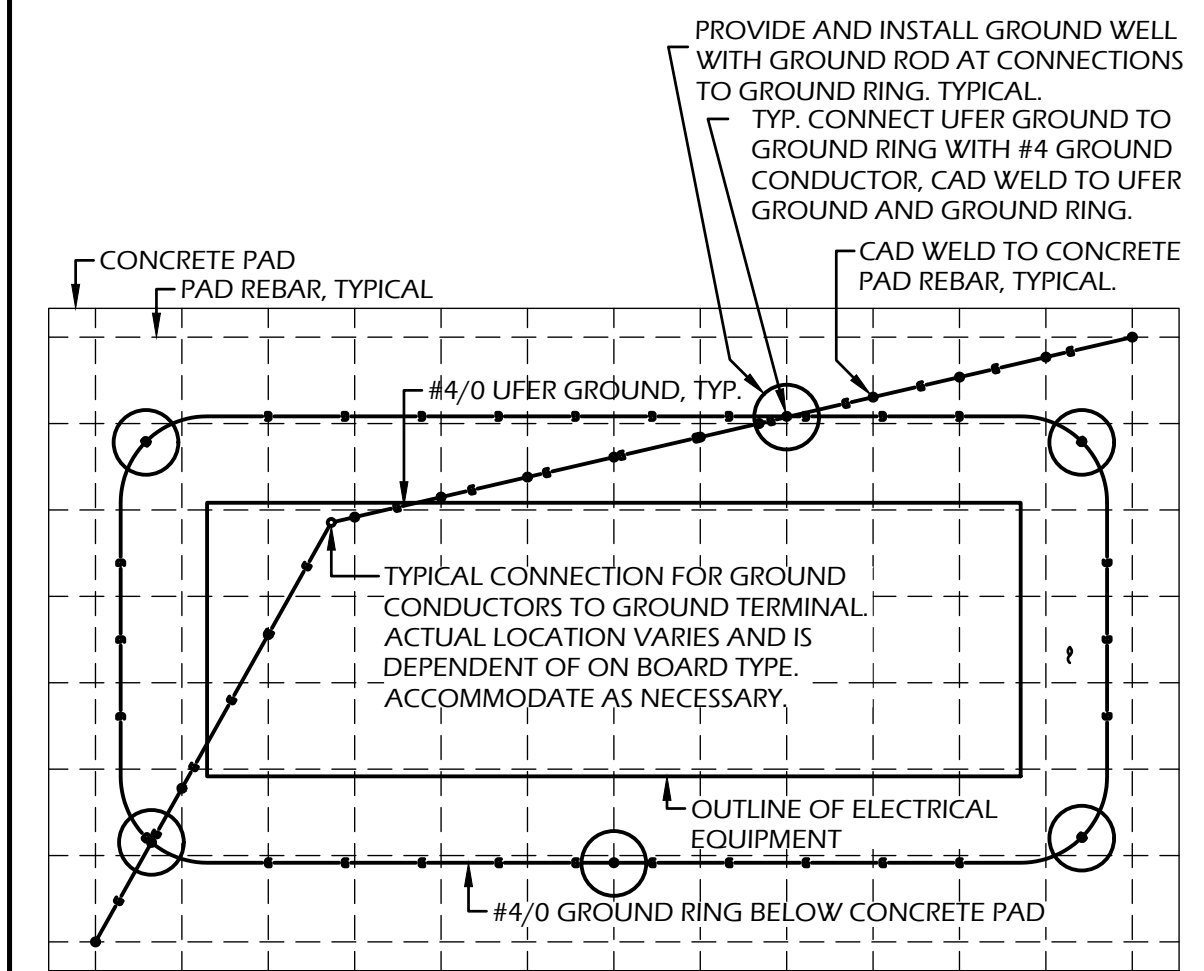 PROVIDE AND INSTALL GROUND WELL
WITH GROUND ROD AT CONNECTIONS
TO GROUND RING. TYPICAL.
TYP. CONNECT UFER GROUND TO
GROUND RING WITH #4 GROUND
CONDUCTOR, CAD WELD TO UFER
GROUND AND GROUND RING.
CAD WELD TO CONCRETE
PAD REBAR, TYPICAL.
CONCRETE PAD
PAD REBAR, TYPICAL
#4/0 UFER GROUND, TYP.
TYPICAL CONNECTION FOR GROUND
CONDUCTORS TO GROUND TERMINAL.
ACTUAL LOCATION VARIES AND IS
DEPENDENT OF ON BOARD TYPE.
ACCOMMODATE AS NECESSARY.
OUTLINE OF ELECTRICAL
EQUIPMENT
#4/0 GROUND RING BELOW CONCRETE PAD